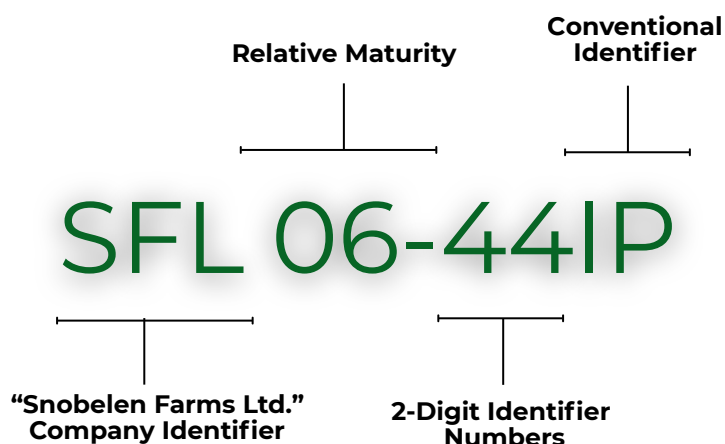 Relative Maturity
Conventional
Identifier
SFL 06-44IP
“Snobelen Farms Ltd.”
Company Identifier
2-Digit Identifier
Numbers